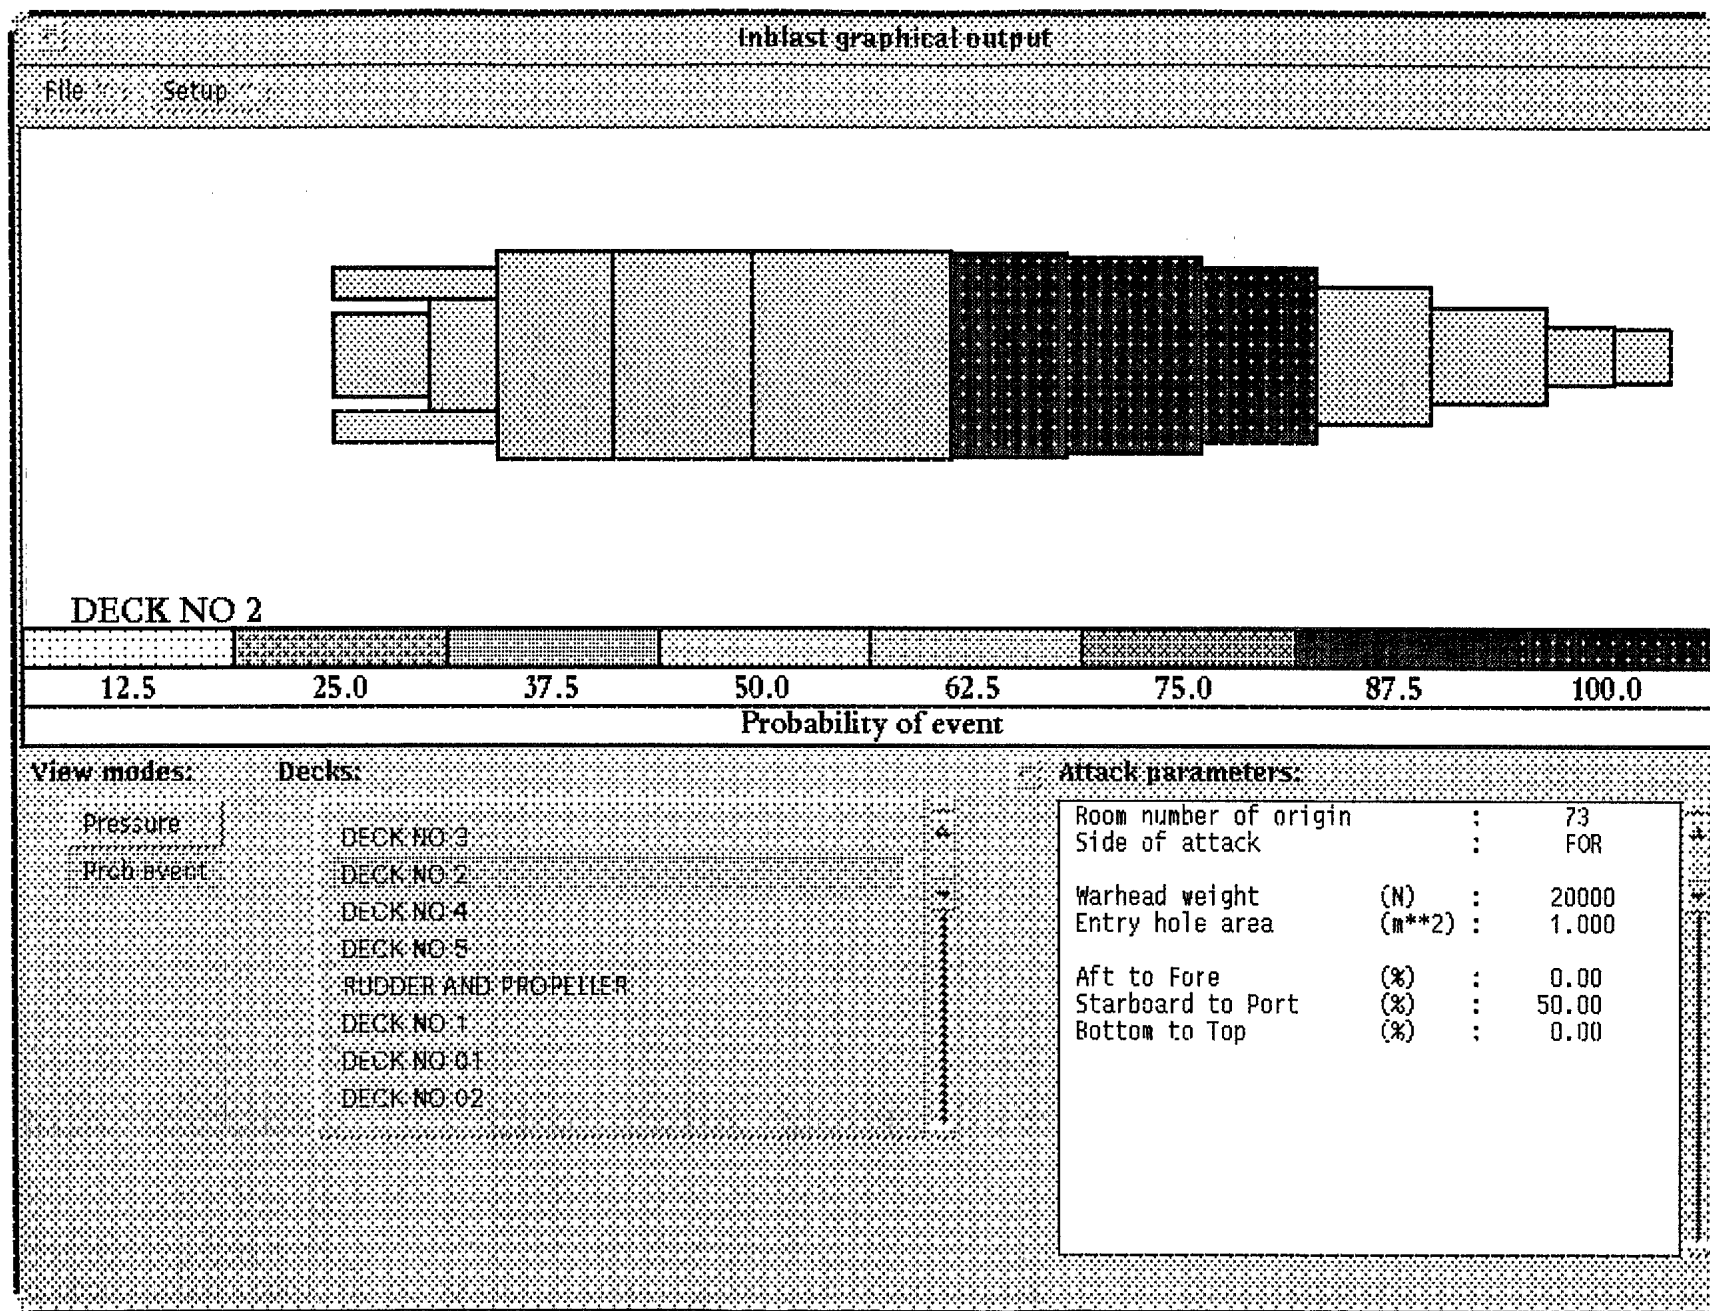 Inblast graphical output
File Setup
DECK NO 2
12.5 25.0 37.5 50.0 62.5 75.0 87.5 100.0
Probability of event
View modes: Decks: Attack parameters:
Pressure
Prob event
DECK NO 3
DECK NO 2
DECK NO 4
DECK NO 5
RUDDER AND PROPELLER
DECK NO 1
DECK NO 01
DECK NO 02
Room number of origin : 73
Side of attack : FOR
Warhead weight (N) : 20000
Entry hole area (m**2) : 1.000
Aft to Fore (%) : 0.00
Starboard to Port (%) : 50.00
Bottom to Top (%) : 0.00